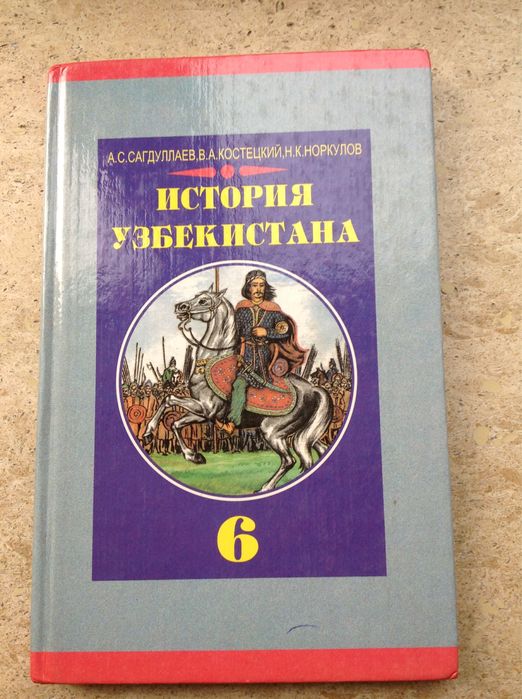 А.С.САГДУЛЛАЕВ,В.А.КОСТЕЦКИЙ,Н.К.НОРКУЛОВ
ИСТОРИЯ
УЗБЕКИСТАНА
6